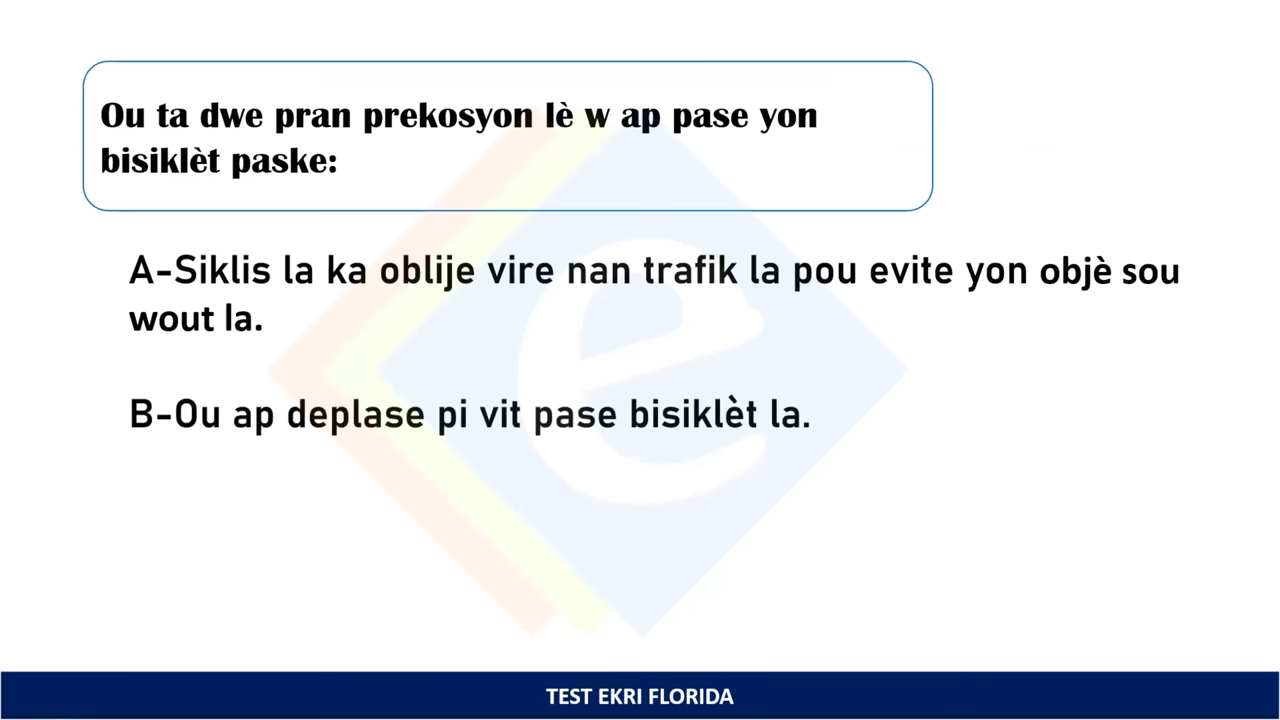 Ou ta dwe pran prekosyon lè w ap pase yon
bisiklèt paske:
A-Siklis la ka oblije vire nan trafik la pou evite yon objè sou
wout la.
B-Ou ap deplase pi vit pase bisiklèt la.
e
TEST EKRI FLORIDA